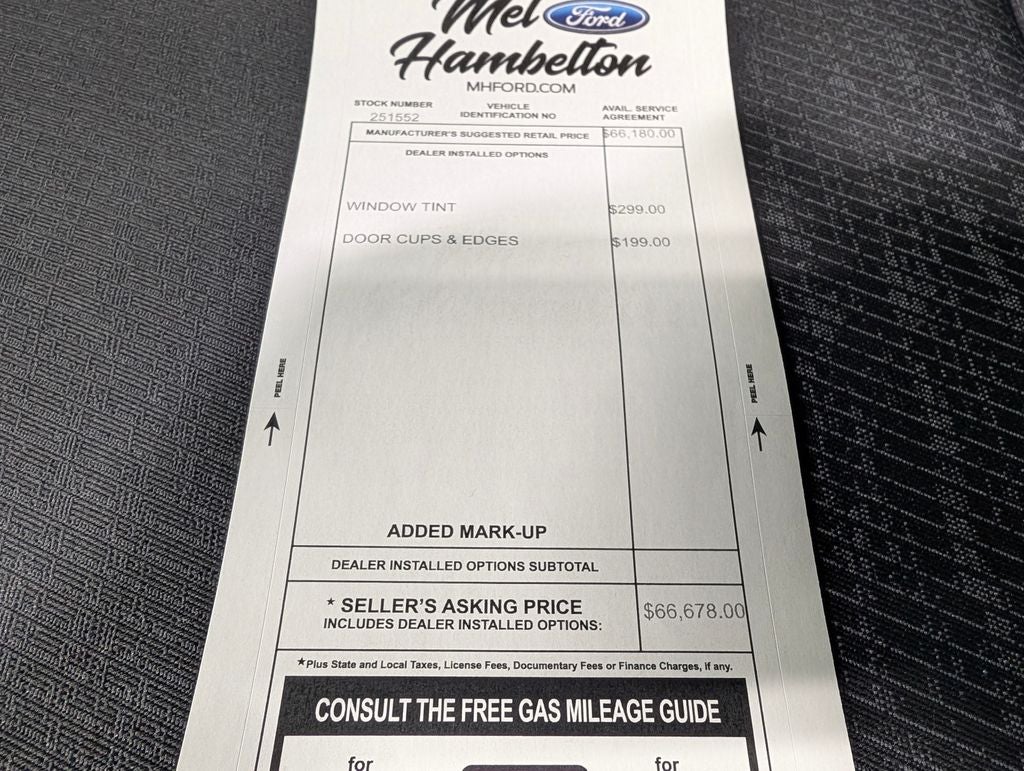 Mel Ford
Hambelton
MHFORD.COM
STOCK NUMBER
251552
VEHICLE
IDENTIFICATION NO
AVAIL. SERVICE
AGREEMENT
MANUFACTURER'S SUGGESTED RETAIL PRICE $66,180.00
DEALER INSTALLED OPTIONS
WINDOW TINT $299.00
DOOR CUPS & EDGES $199.00
PEEL HERE
PEEL HERE
ADDED MARK-UP
DEALER INSTALLED OPTIONS SUBTOTAL
* SELLER'S ASKING PRICE $66,678.00
INCLUDES DEALER INSTALLED OPTIONS:
*Plus State and Local Taxes, License Fees, Documentary Fees or Finance Charges, if any.
CONSULT THE FREE GAS MILEAGE GUIDE
for for